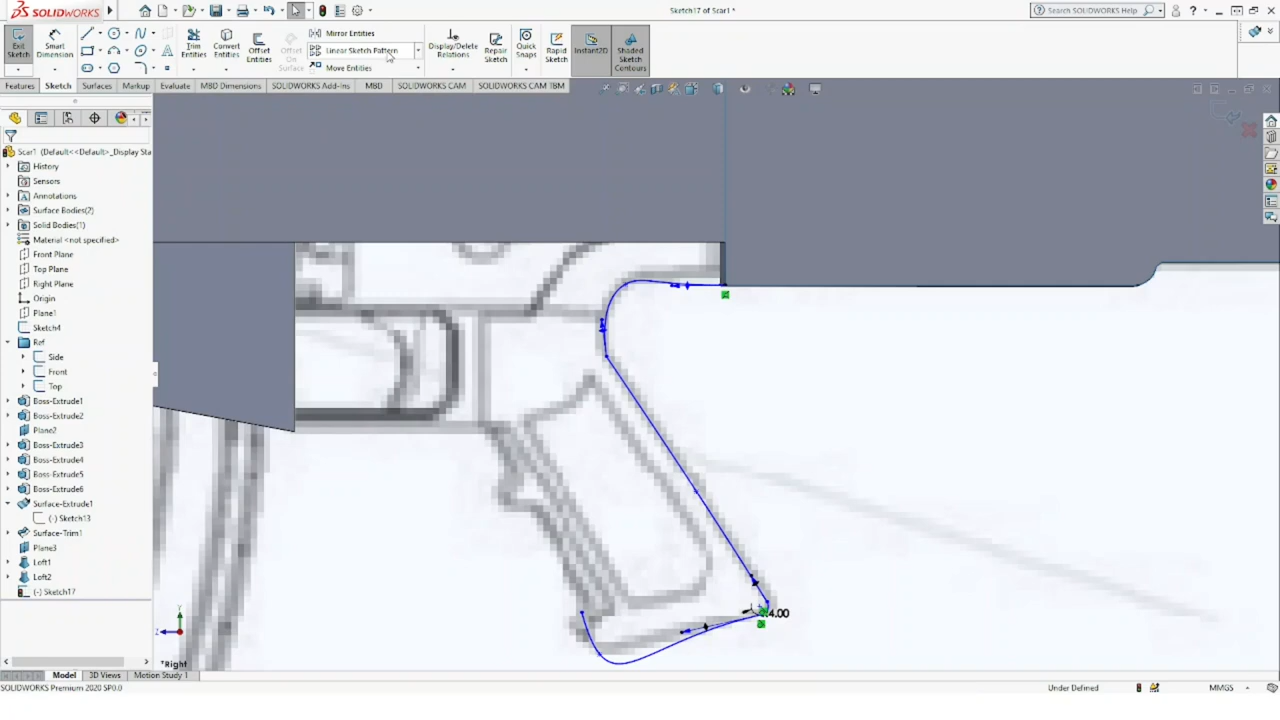 SOLIDWORKS
Sketch17 of Scar1 *
Search SOLIDWORKS Help
Exit Sketch
Smart Dimension
Trim Entities
Convert Entities
Offset Entities
Offset On Surface
Mirror Entities
Linear Sketch Pattern
Move Entities
Display/Delete Relations
Repair Sketch
Quick Snaps
Rapid Sketch
Instant2D
Shaded Sketch Contours
Features
Sketch
Surfaces
Markup
Evaluate
MBD Dimensions
SOLIDWORKS Add-Ins
MBD
SOLIDWORKS CAM
SOLIDWORKS CAM TBM
Scar1 (Default<<Default>_Display Sta
History
Sensors
Annotations
Surface Bodies(2)
Solid Bodies(1)
Material <not specified>
Front Plane
Top Plane
Right Plane
Origin
Plane1
Sketch4
Ref
Side
Front
Top
Boss-Extrude1
Boss-Extrude2
Plane2
Boss-Extrude3
Boss-Extrude4
Boss-Extrude5
Boss-Extrude6
Surface-Extrude1
(-) Sketch13
Surface-Trim1
Plane3
Loft1
Loft2
(-) Sketch17
4.00
Y
Z
*Right
Model
3D Views
Motion Study 1
SOLIDWORKS Premium 2020 SP0.0
Under Defined
MMGS